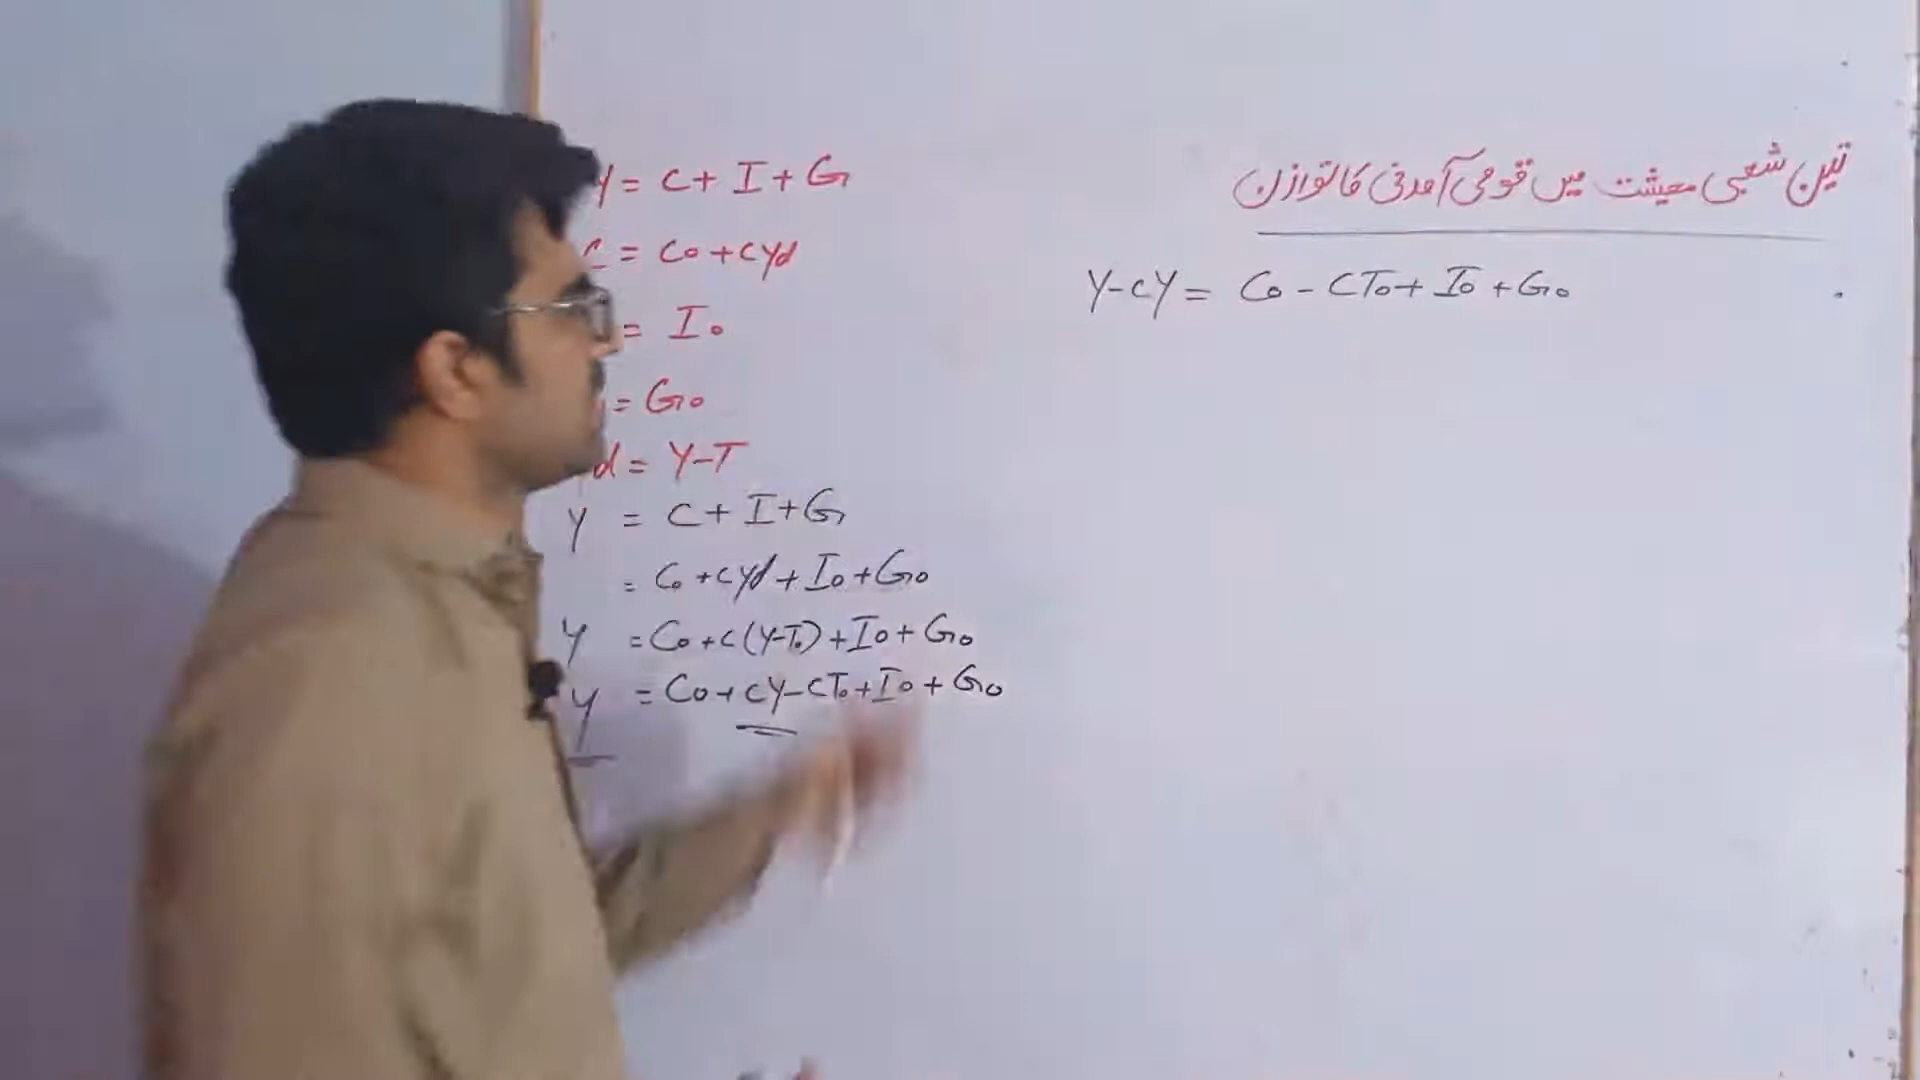 تین شعبی معیشت میں قومی آمدنی کا توازن
Y = C + I + G
C = Co + cyd
= Io
= Go
d = Y-T
Y = C + I + G
= Co + cyd + Io + Go
Y = Co + c(Y-To) + Io + Go
Y = Co + cY - cTo + Io + Go
Y - cY = Co - cTo + Io + Go